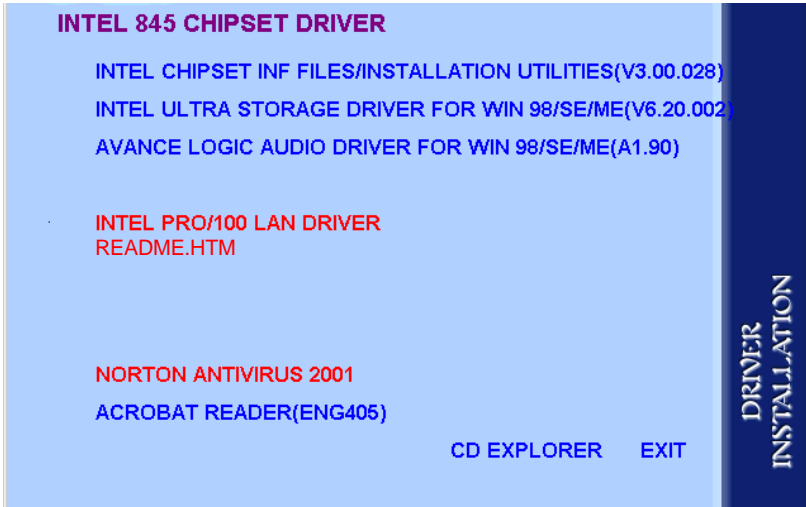 INTEL 845 CHIPSET DRIVER
INTEL CHIPSET INF FILES/INSTALLATION UTILITIES(V3.00.028)
INTEL ULTRA STORAGE DRIVER FOR WIN 98/SE/ME(V6.20.002)
AVANCE LOGIC AUDIO DRIVER FOR WIN 98/SE/ME(A1.90)
INTEL PRO/100 LAN DRIVER
README.HTM
NORTON ANTIVIRUS 2001
ACROBAT READER(ENG405)
CD EXPLORER EXIT
DRIVER
INSTALLATION